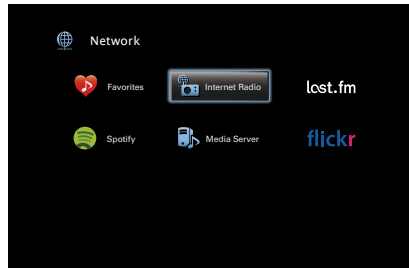 Network
Favorites
Internet Radio
last.fm
Spotify
Media Server
flickr